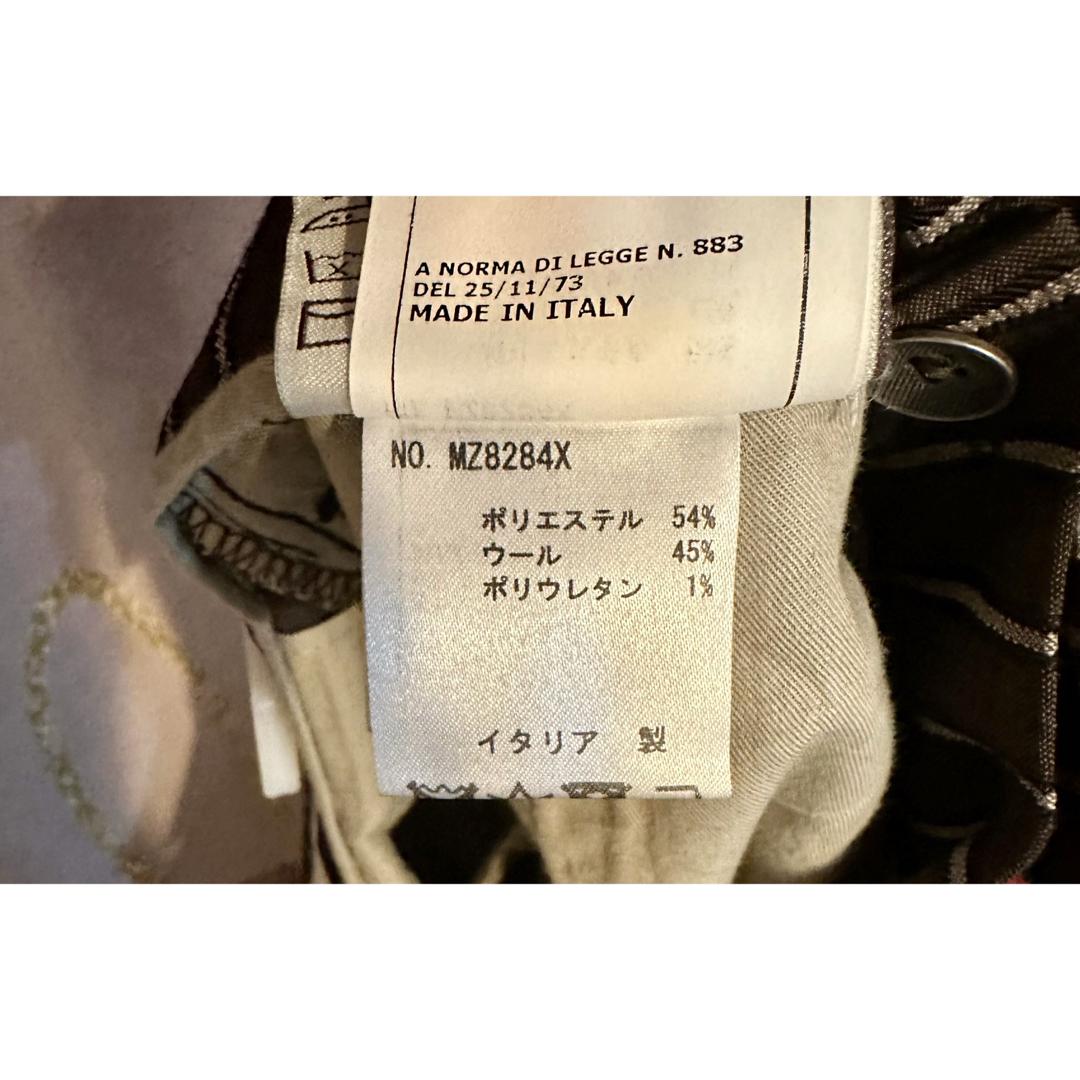 A NORMA DI LEGGE N. 883
DEL 25/11/73
MADE IN ITALY
NO. MZ8284X
ポリエステル 54%
ウール 45%
ポリウレタン 1%
イタリア 製